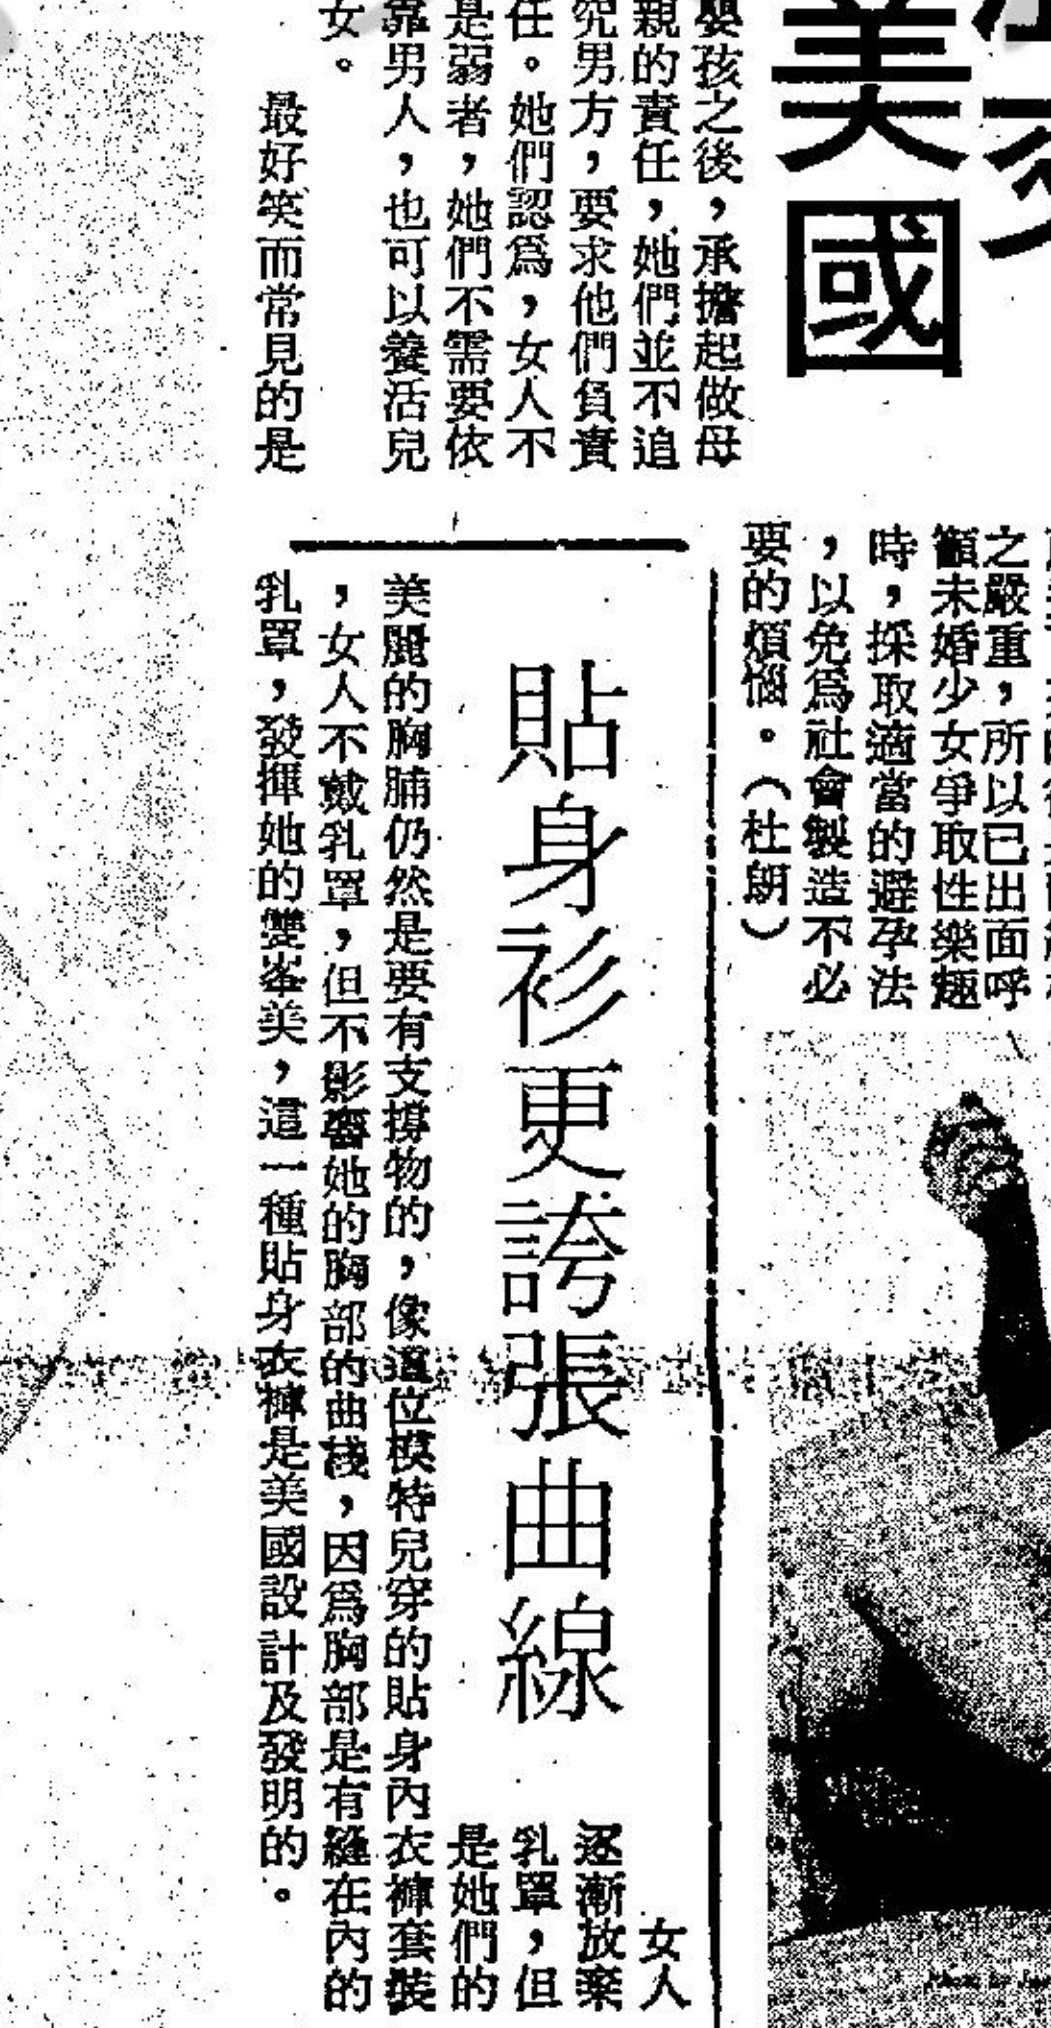 美國
嬰孩之後，承擔起做母
親的責任，她們並不追
究男方，要求他們負責
任。她們認爲，女人不
是弱者，她們不需要依
靠男人，也可以養活兒
女。
最好笑而常見的是
之嚴重，所以已出面呼
籲未婚少女爭取性樂趣
時，採取適當的避孕法
，以免爲社會製造不必
要的煩惱。（杜朗）
貼身衫更誇張曲線
女人
逐漸放棄
乳罩，但
是她們的
美麗的胸脯仍然是要有支撐物的，像這位模特兒穿的貼身內衣褲套裝
，女人不戴乳罩，但不影響她的胸部的曲綫，因爲胸部是有縫在內的
乳罩，發揮她的雙峯美，這一種貼身衣褲是美國設計及發明的。